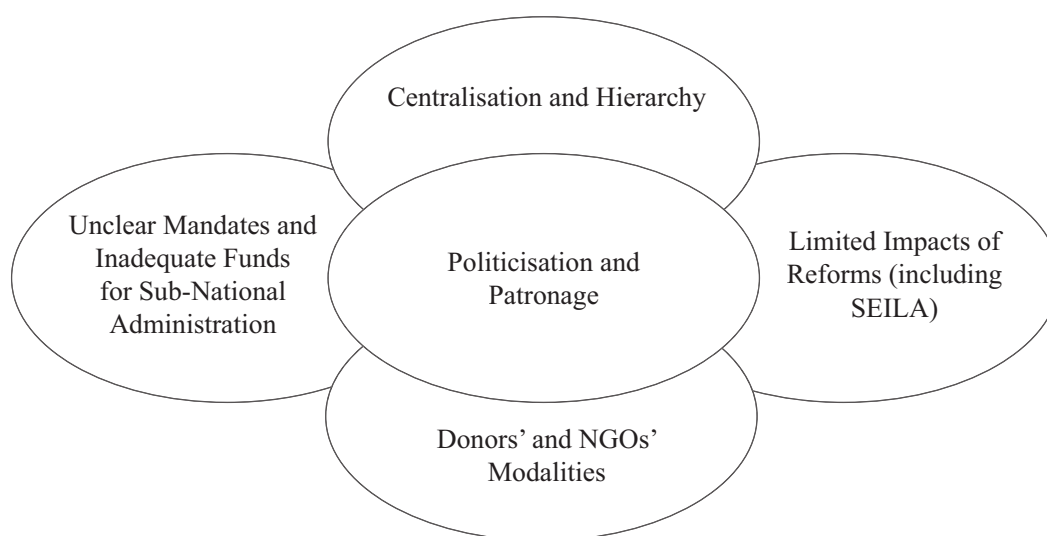 Centralisation and Hierarchy
Unclear Mandates and
Inadequate Funds
for Sub-National
Administration
Politicisation and
Patronage
Limited Impacts of
Reforms (including
SEILA)
Donors’ and NGOs’
Modalities